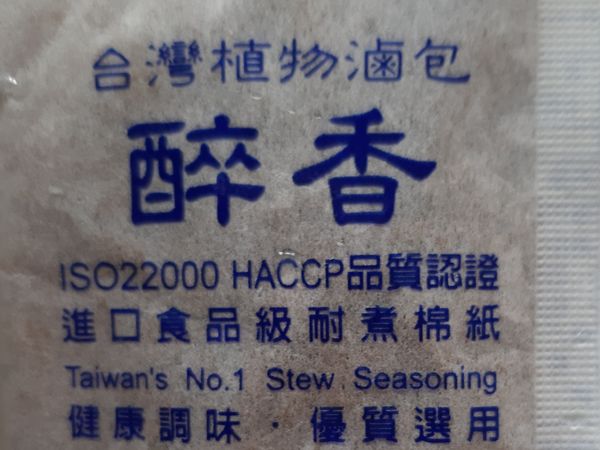 台灣植物滷包
醉香
ISO22000 HACCP品質認證
進口食品級耐煮棉紙
Taiwan's No.1 Stew Seasoning
健康調味·優質選用